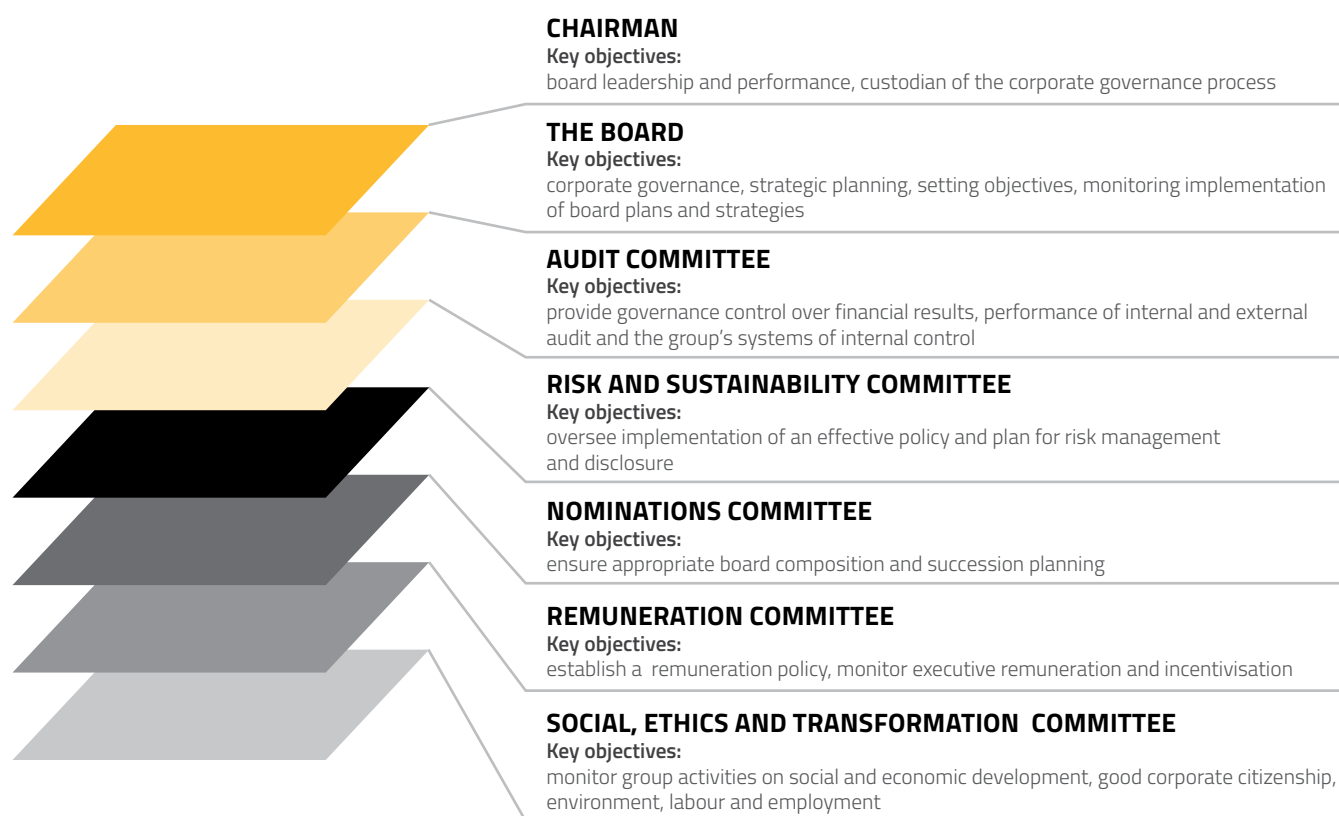 CHAIRMAN
Key objectives:
board leadership and performance, custodian of the corporate governance process
THE BOARD
Key objectives:
corporate governance, strategic planning, setting objectives, monitoring implementation
of board plans and strategies
AUDIT COMMITTEE
Key objectives:
provide governance control over financial results, performance of internal and external
audit and the group’s systems of internal control
RISK AND SUSTAINABILITY COMMITTEE
Key objectives:
oversee implementation of an effective policy and plan for risk management
and disclosure
NOMINATIONS COMMITTEE
Key objectives:
ensure appropriate board composition and succession planning
REMUNERATION COMMITTEE
Key objectives:
establish a  remuneration policy, monitor executive remuneration and incentivisation
SOCIAL, ETHICS AND TRANSFORMATION  COMMITTEE
Key objectives:
monitor group activities on social and economic development, good corporate citizenship,
environment, labour and employment